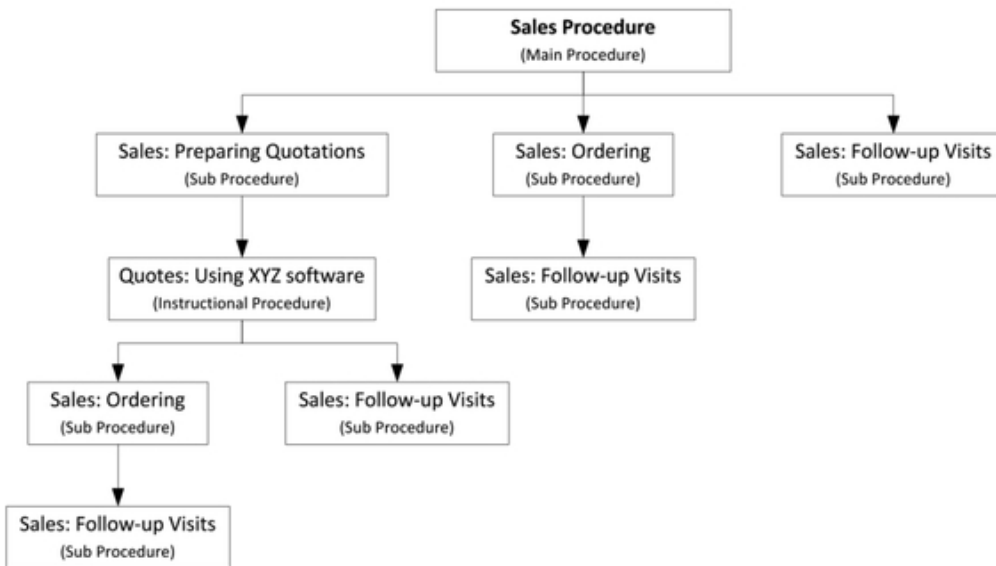 Sales Procedure
(Main Procedure)
Sales: Preparing Quotations
(Sub Procedure)
Sales: Ordering
(Sub Procedure)
Sales: Follow-up Visits
(Sub Procedure)
Quotes: Using XYZ software
(Instructional Procedure)
Sales: Follow-up Visits
(Sub Procedure)
Sales: Ordering
(Sub Procedure)
Sales: Follow-up Visits
(Sub Procedure)
Sales: Follow-up Visits
(Sub Procedure)